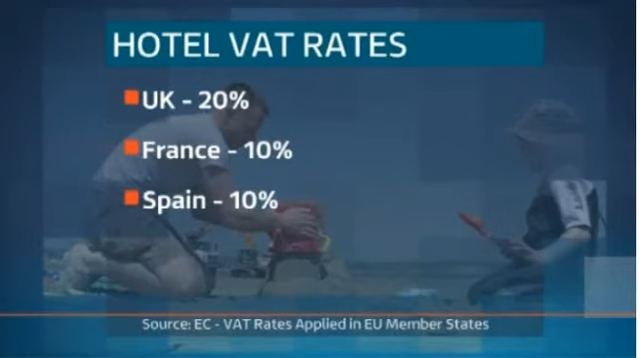 HOTEL VAT RATES
UK - 20%
France - 10%
Spain - 10%
Source: EC - VAT Rates Applied in EU Member States